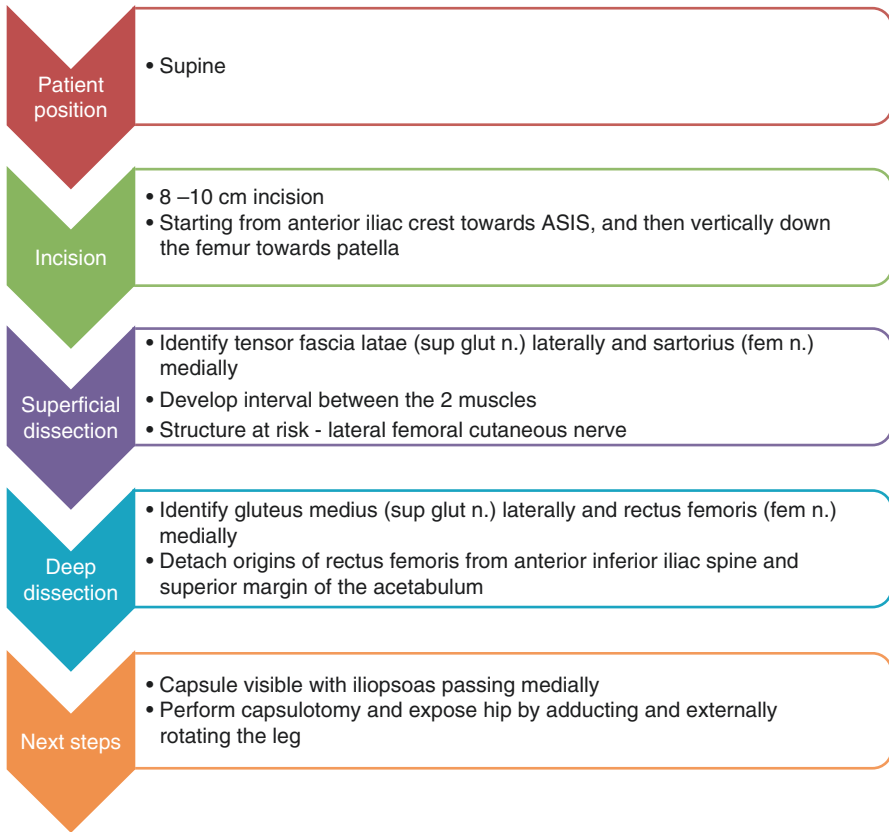 Patient
position
• Supine
Incision
• 8 –10 cm incision
• Starting from anterior iliac crest towards ASIS, and then vertically down
the femur towards patella
Superficial
dissection
• Identify tensor fascia latae (sup glut n.) laterally and sartorius (fem n.)
medially
• Develop interval between the 2 muscles
• Structure at risk - lateral femoral cutaneous nerve
Deep
dissection
• Identify gluteus medius (sup glut n.) laterally and rectus femoris (fem n.)
medially
• Detach origins of rectus femoris from anterior inferior iliac spine and
superior margin of the acetabulum
Next steps
• Capsule visible with iliopsoas passing medially
• Perform capsulotomy and expose hip by adducting and externally
rotating the leg